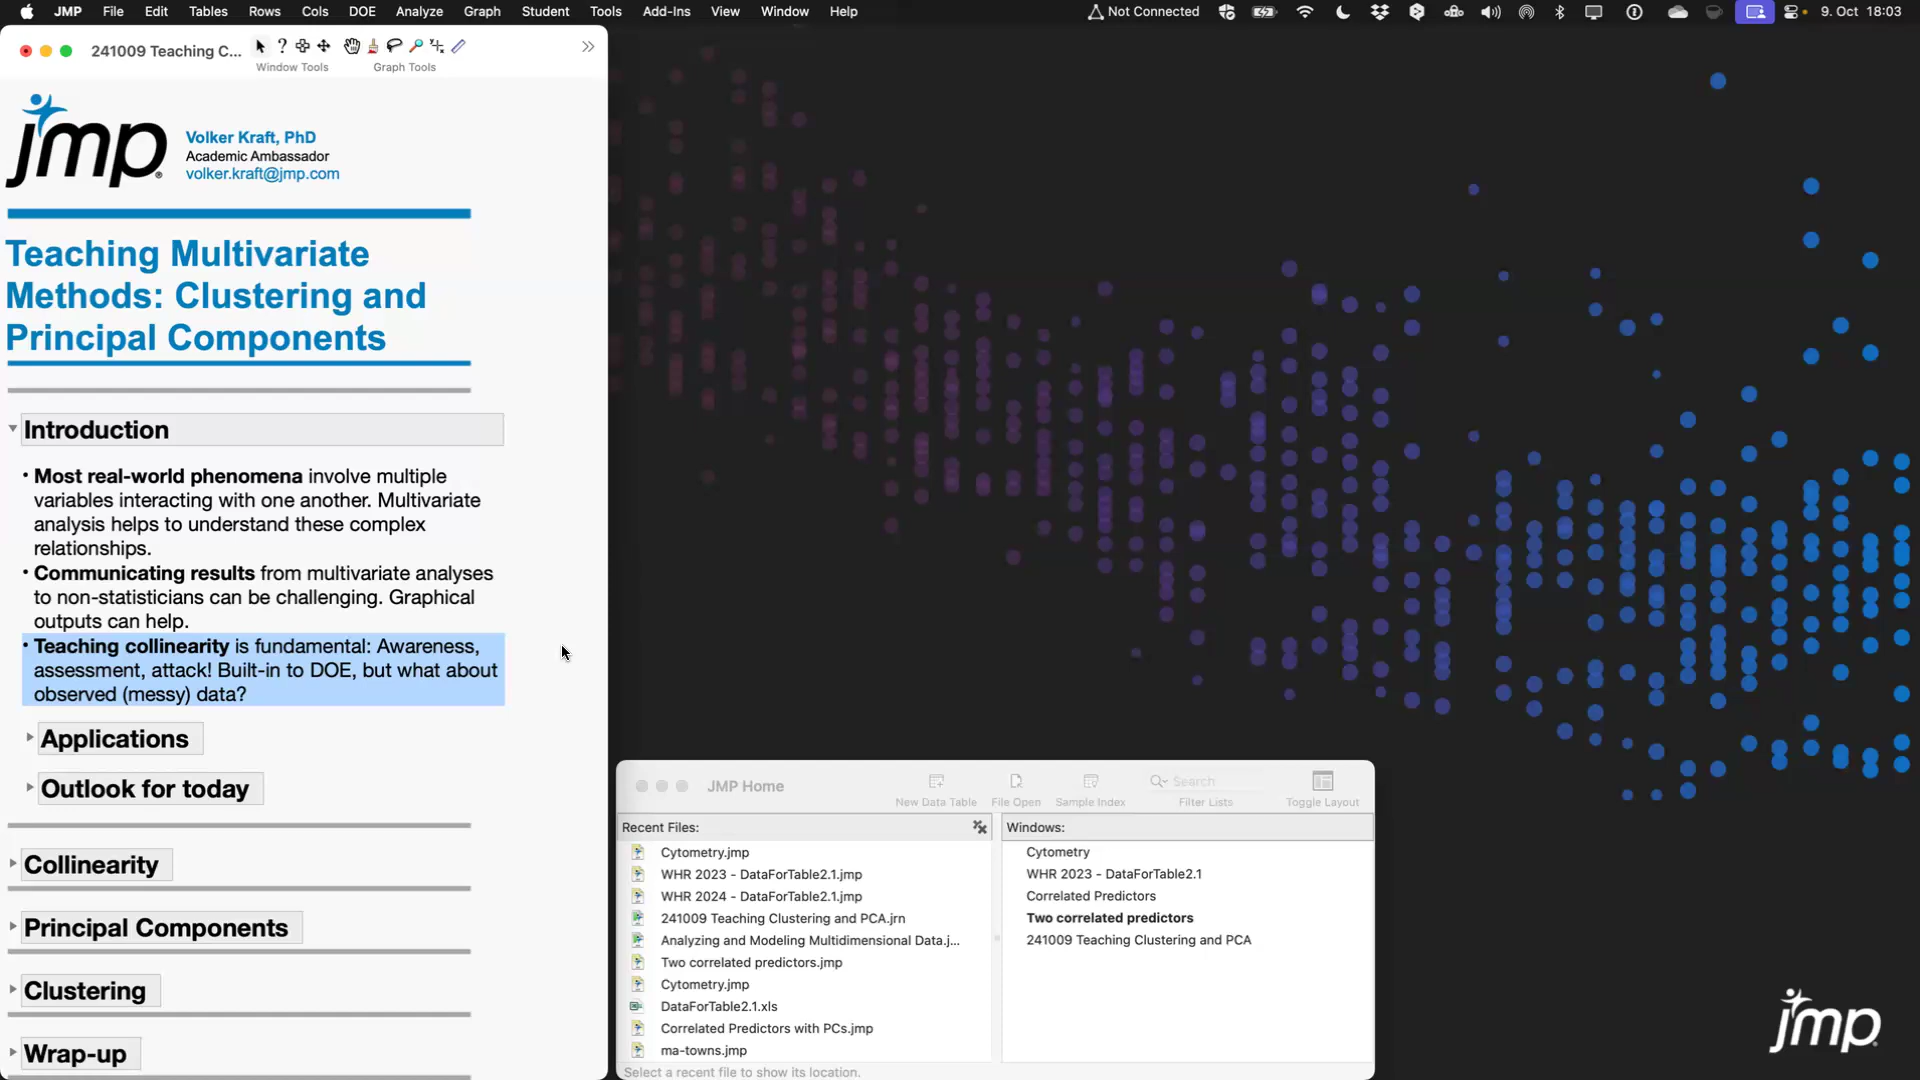 JMP File Edit Tables Rows Cols DOE Analyze Graph Student Tools Add-Ins View Window Help Not Connected 9. Oct 18:03
241009 Teaching C...
Window Tools Graph Tools
jmp
Volker Kraft, PhD
Academic Ambassador
volker.kraft@jmp.com
Teaching Multivariate
Methods: Clustering and
Principal Components
Introduction
• Most real-world phenomena involve multiple
variables interacting with one another. Multivariate
analysis helps to understand these complex
relationships.
• Communicating results from multivariate analyses
to non-statisticians can be challenging. Graphical
outputs can help.
• Teaching collinearity is fundamental: Awareness,
assessment, attack! Built-in to DOE, but what about
observed (messy) data?
Applications
Outlook for today
Collinearity
Principal Components
Clustering
Wrap-up
JMP Home
Search
New Data Table File Open Sample Index Filter Lists Toggle Layout
Recent Files:
Cytometry.jmp
WHR 2023 - DataForTable2.1.jmp
WHR 2024 - DataForTable2.1.jmp
241009 Teaching Clustering and PCA.jrn
Analyzing and Modeling Multidimensional Data.j...
Two correlated predictors.jmp
Cytometry.jmp
DataForTable2.1.xls
Correlated Predictors with PCs.jmp
ma-towns.jmp
Select a recent file to show its location.
Windows:
Cytometry
WHR 2023 - DataForTable2.1
Correlated Predictors
Two correlated predictors
241009 Teaching Clustering and PCA
jmp